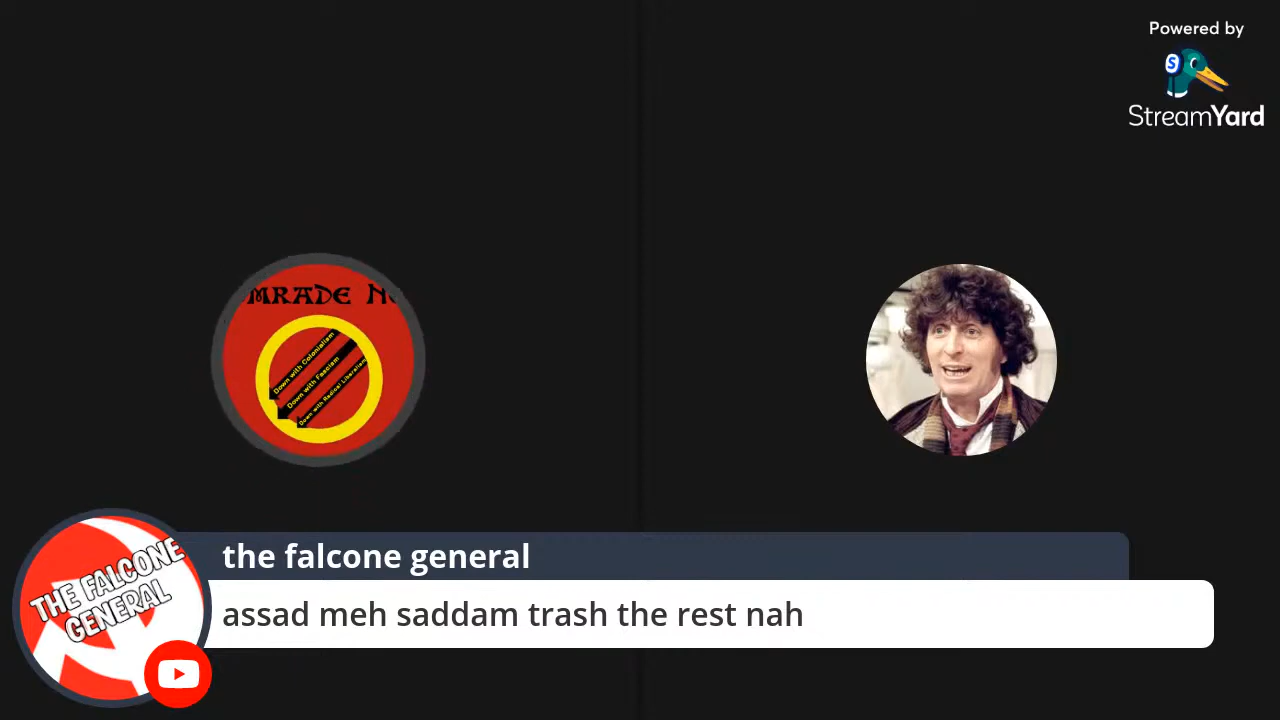 Powered by
S
StreamYard
MRADE N
Down with Colonialism
Down with Fascism
Down with Radical Liberalism
the falcone general
THE FALCONE
GENERAL
assad meh saddam trash the rest nah